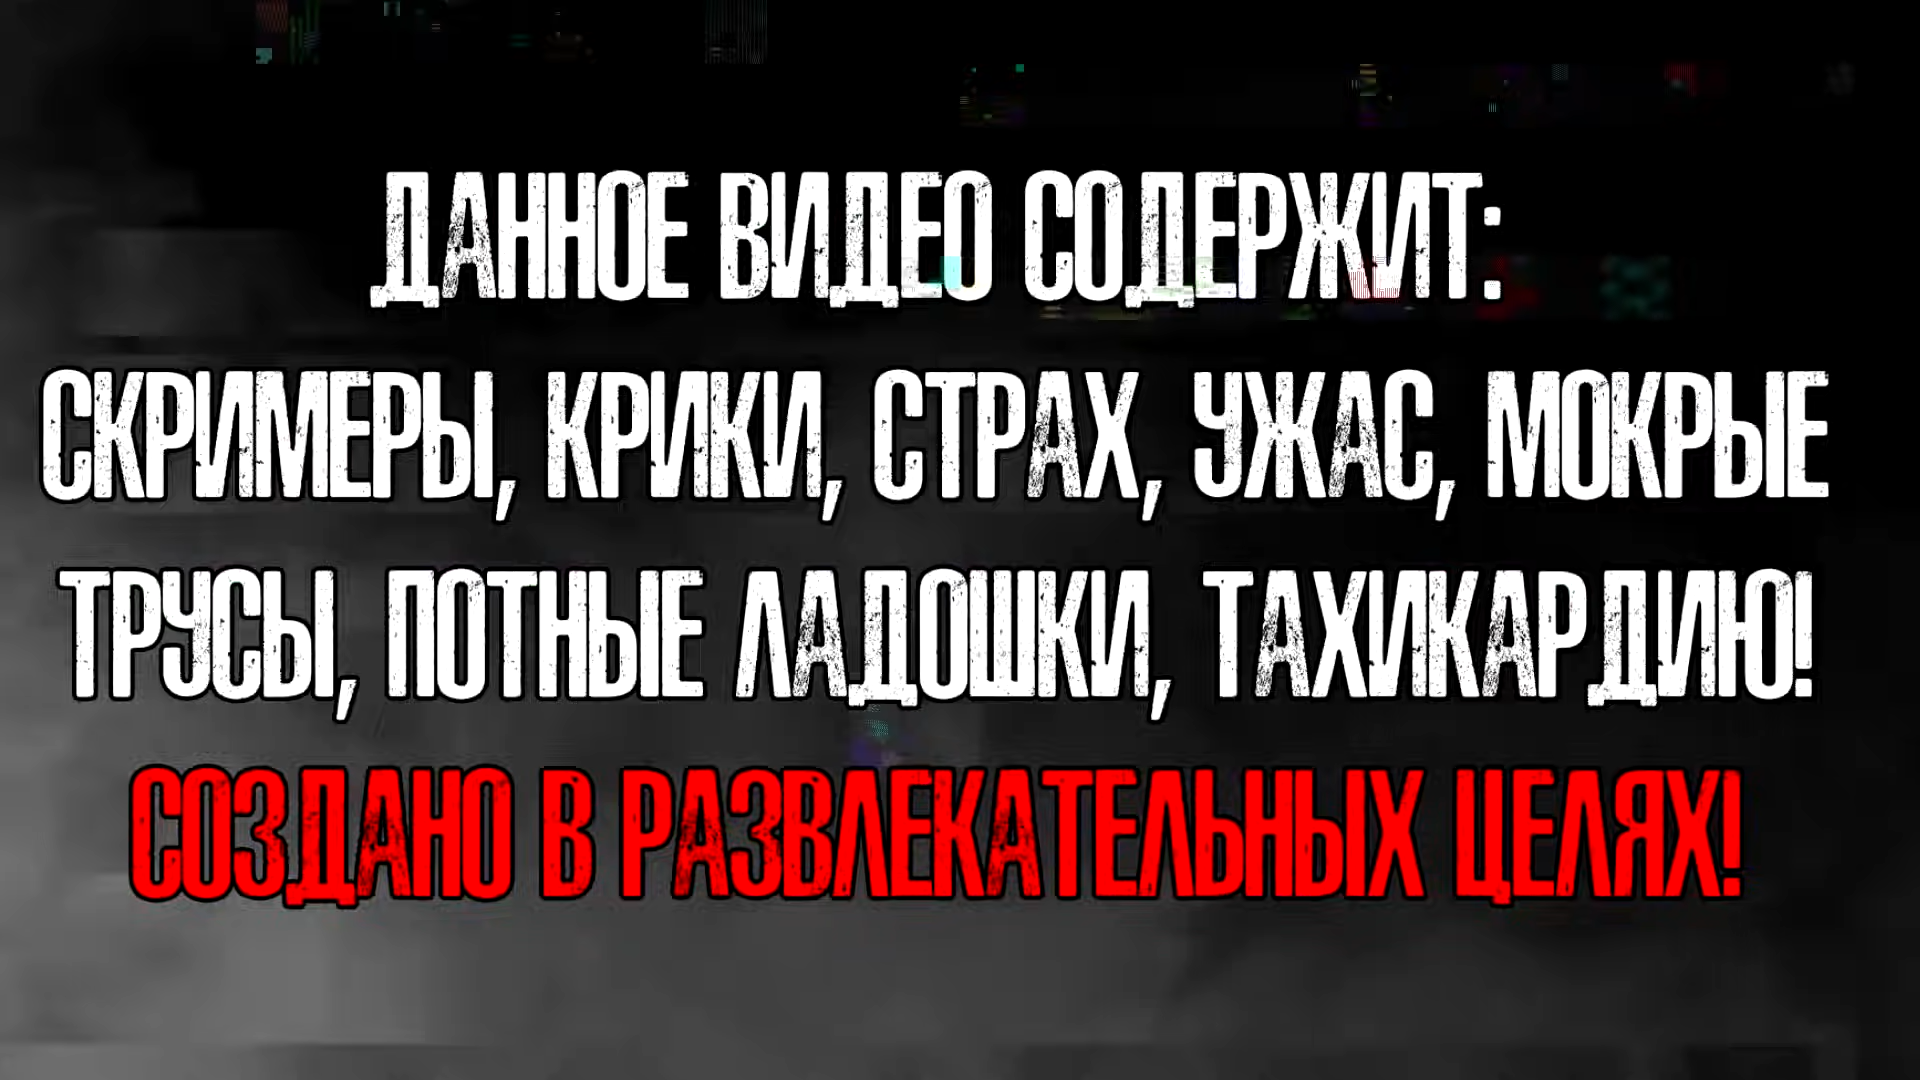 ДАННОЕ ВИДЕО СОДЕРЖИТ:
СКРИМЕРЫ, КРИКИ, СТРАХ, УЖАС, МОКРЫЕ
ТРУСЫ, ПОТНЫЕ ЛАДОШКИ, ТАХИКАРДИЮ!
СОЗДАНО В РАЗВЛЕКАТЕЛЬНЫХ ЦЕЛЯХ!